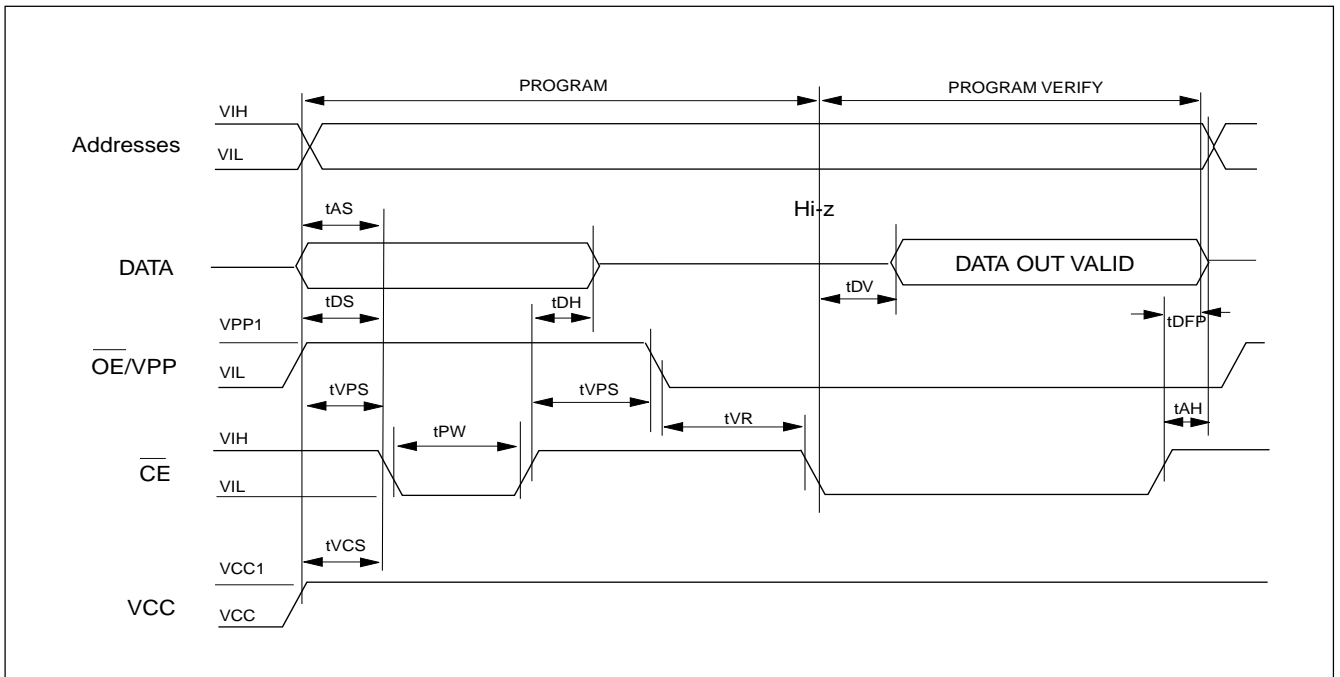 PROGRAM PROGRAM VERIFY
VIH
Addresses
VIL
tAS
Hi-z
DATA
DATA OUT VALID
tDS
tDH
tDV
VPP1
tDFP
OE/VPP
VIL
tVPS
tVPS
tVR
tAH
VIH
tPW
CE
VIL
tVCS
VCC1
VCC
VCC